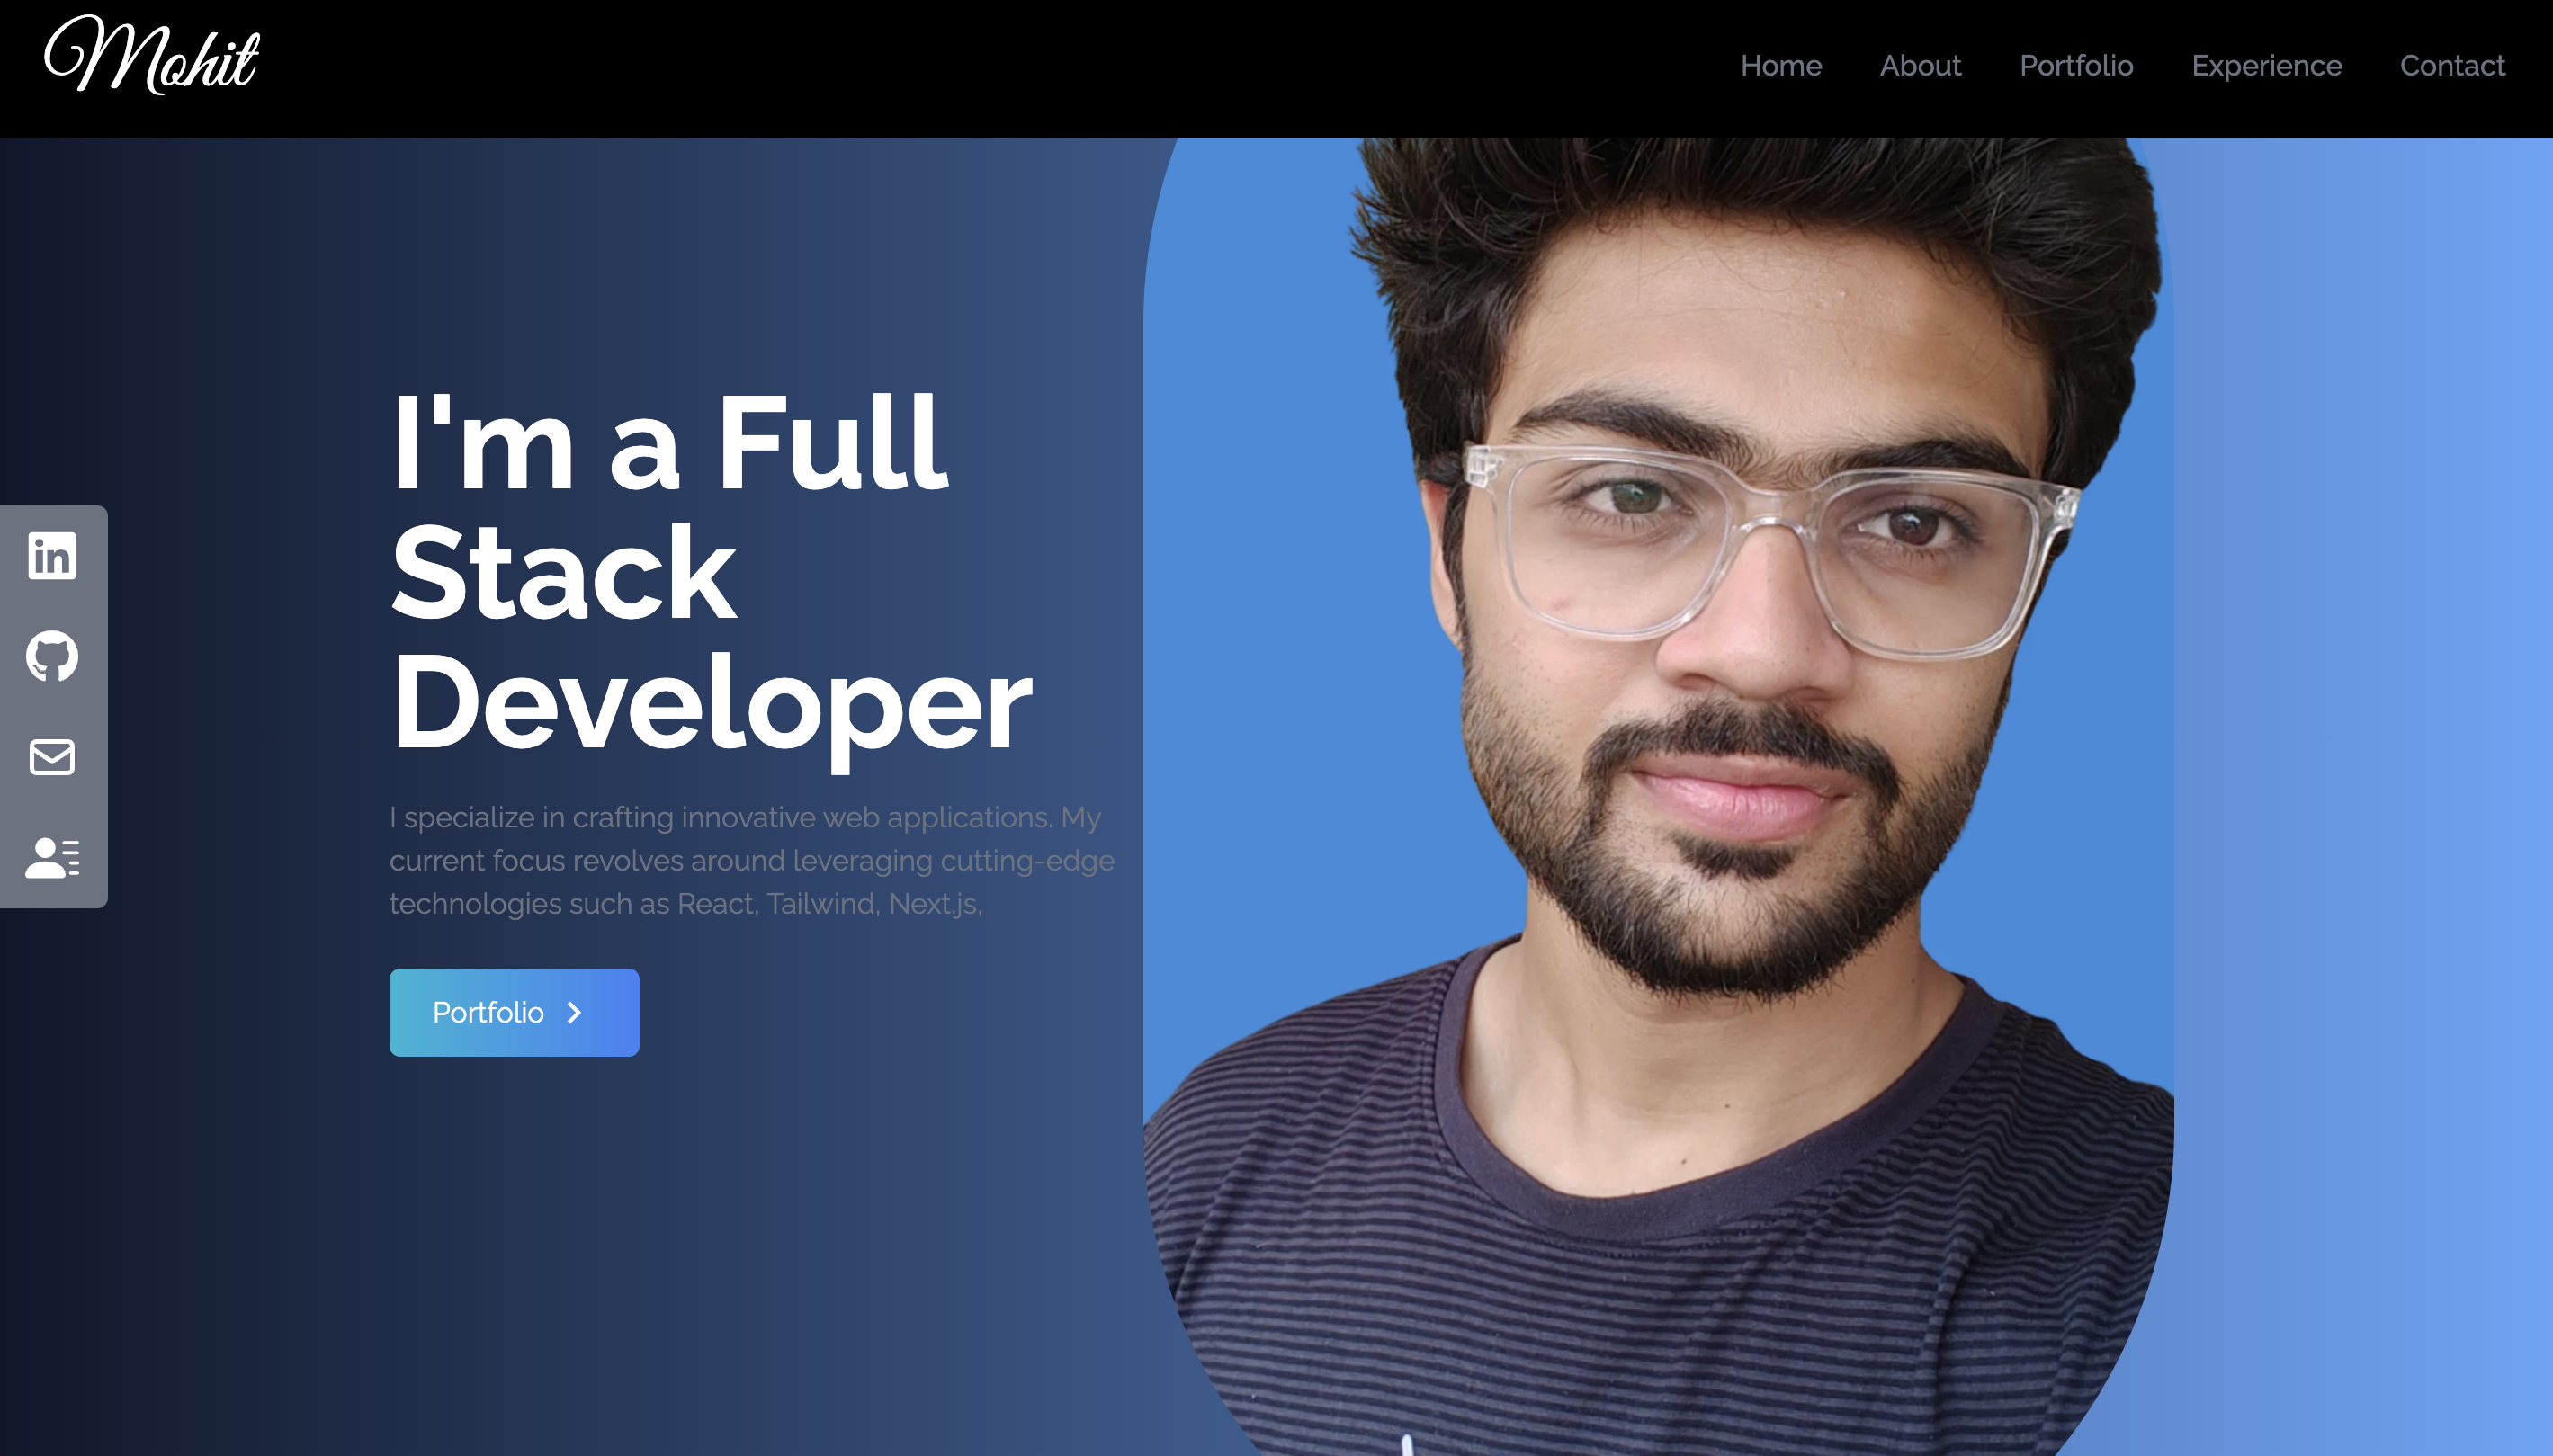 Mohit
Home About Portfolio Experience Contact
I'm a Full
Stack
Developer
in
I specialize in crafting innovative web applications. My
current focus revolves around leveraging cutting-edge
technologies such as React, Tailwind, Next.js,
Portfolio